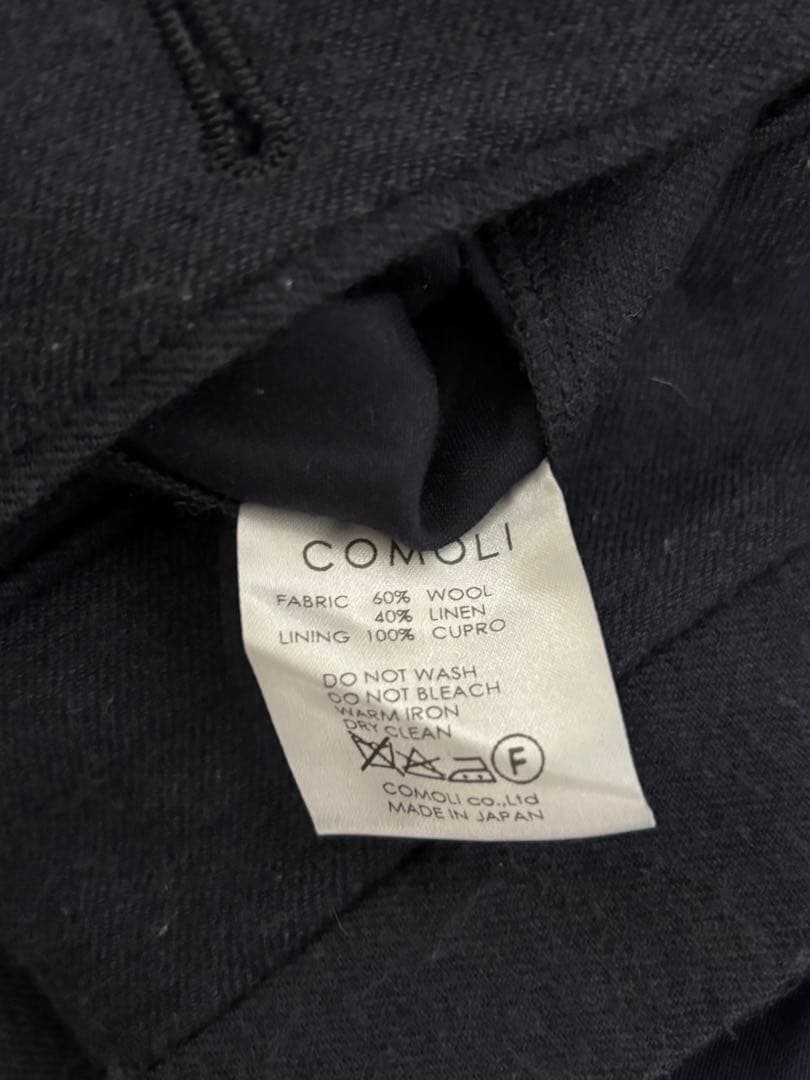 COMOLI
FABRIC 60% WOOL
40% LINEN
LINING 100% CUPRO
DO NOT WASH
DO NOT BLEACH
WARM IRON
DRY CLEAN
F
COMOLI co.,Ltd
MADE IN JAPAN